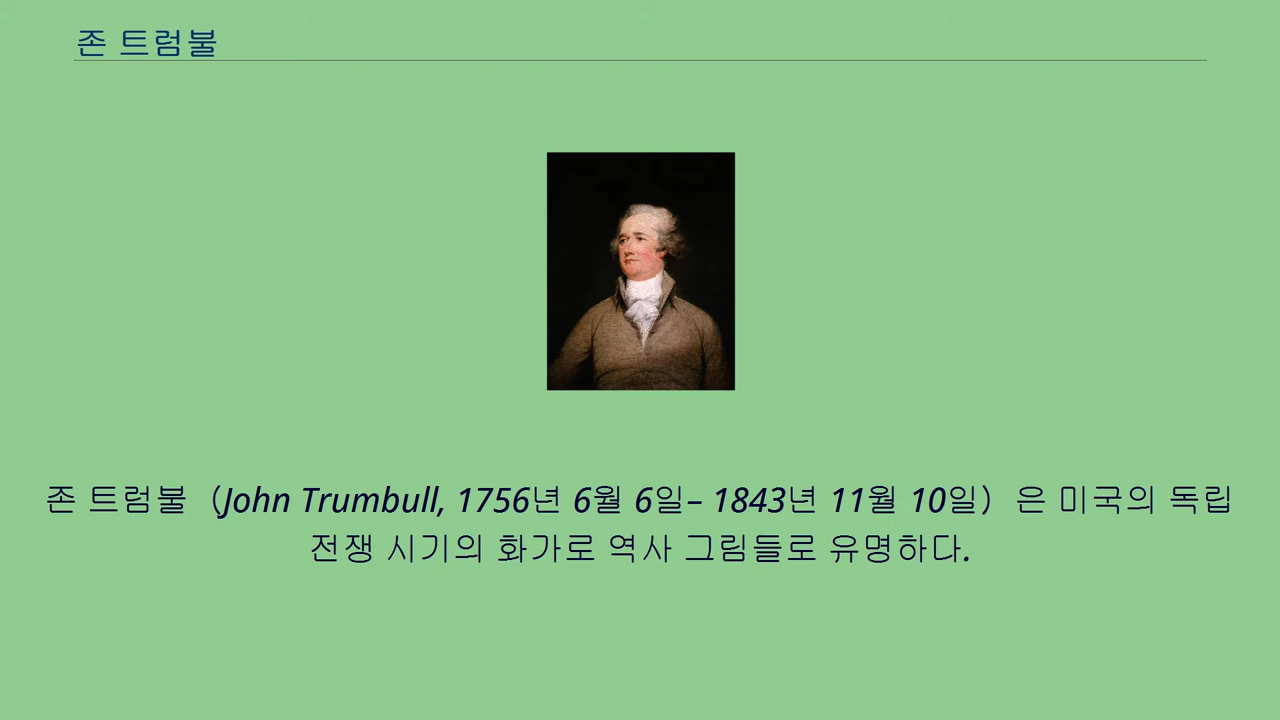 존 트럼불
존 트럼불（John Trumbull, 1756년 6월 6일– 1843년 11월 10일）은 미국의 독립
전쟁 시기의 화가로 역사 그림들로 유명하다.